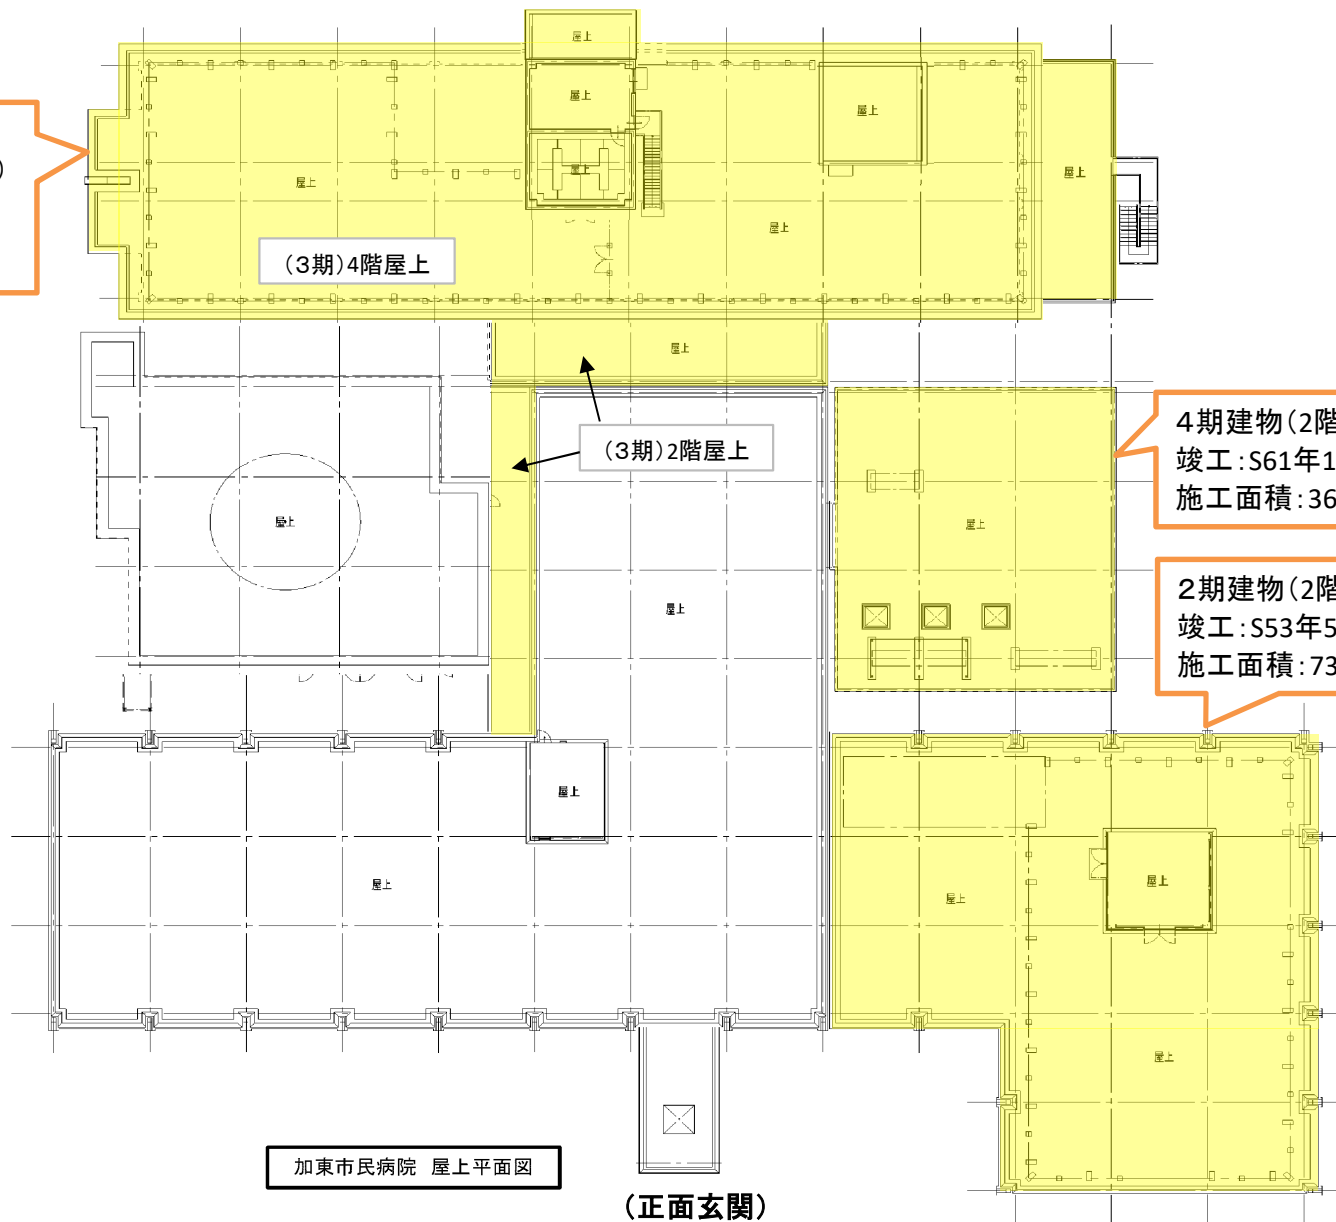 屋上
屋上
屋上
屋上
屋上
屋上
屋上
）
（３期）4階屋上
屋上
（３期）2階屋上
4期建物（2階
竣工：S61年1
施工面積：36
屋上
屋上
屋上
2期建物（2階
竣工：S53年5
施工面積：73
屋上
屋上
屋上
屋上
屋上
加東市民病院 屋上平面図
（正面玄関）